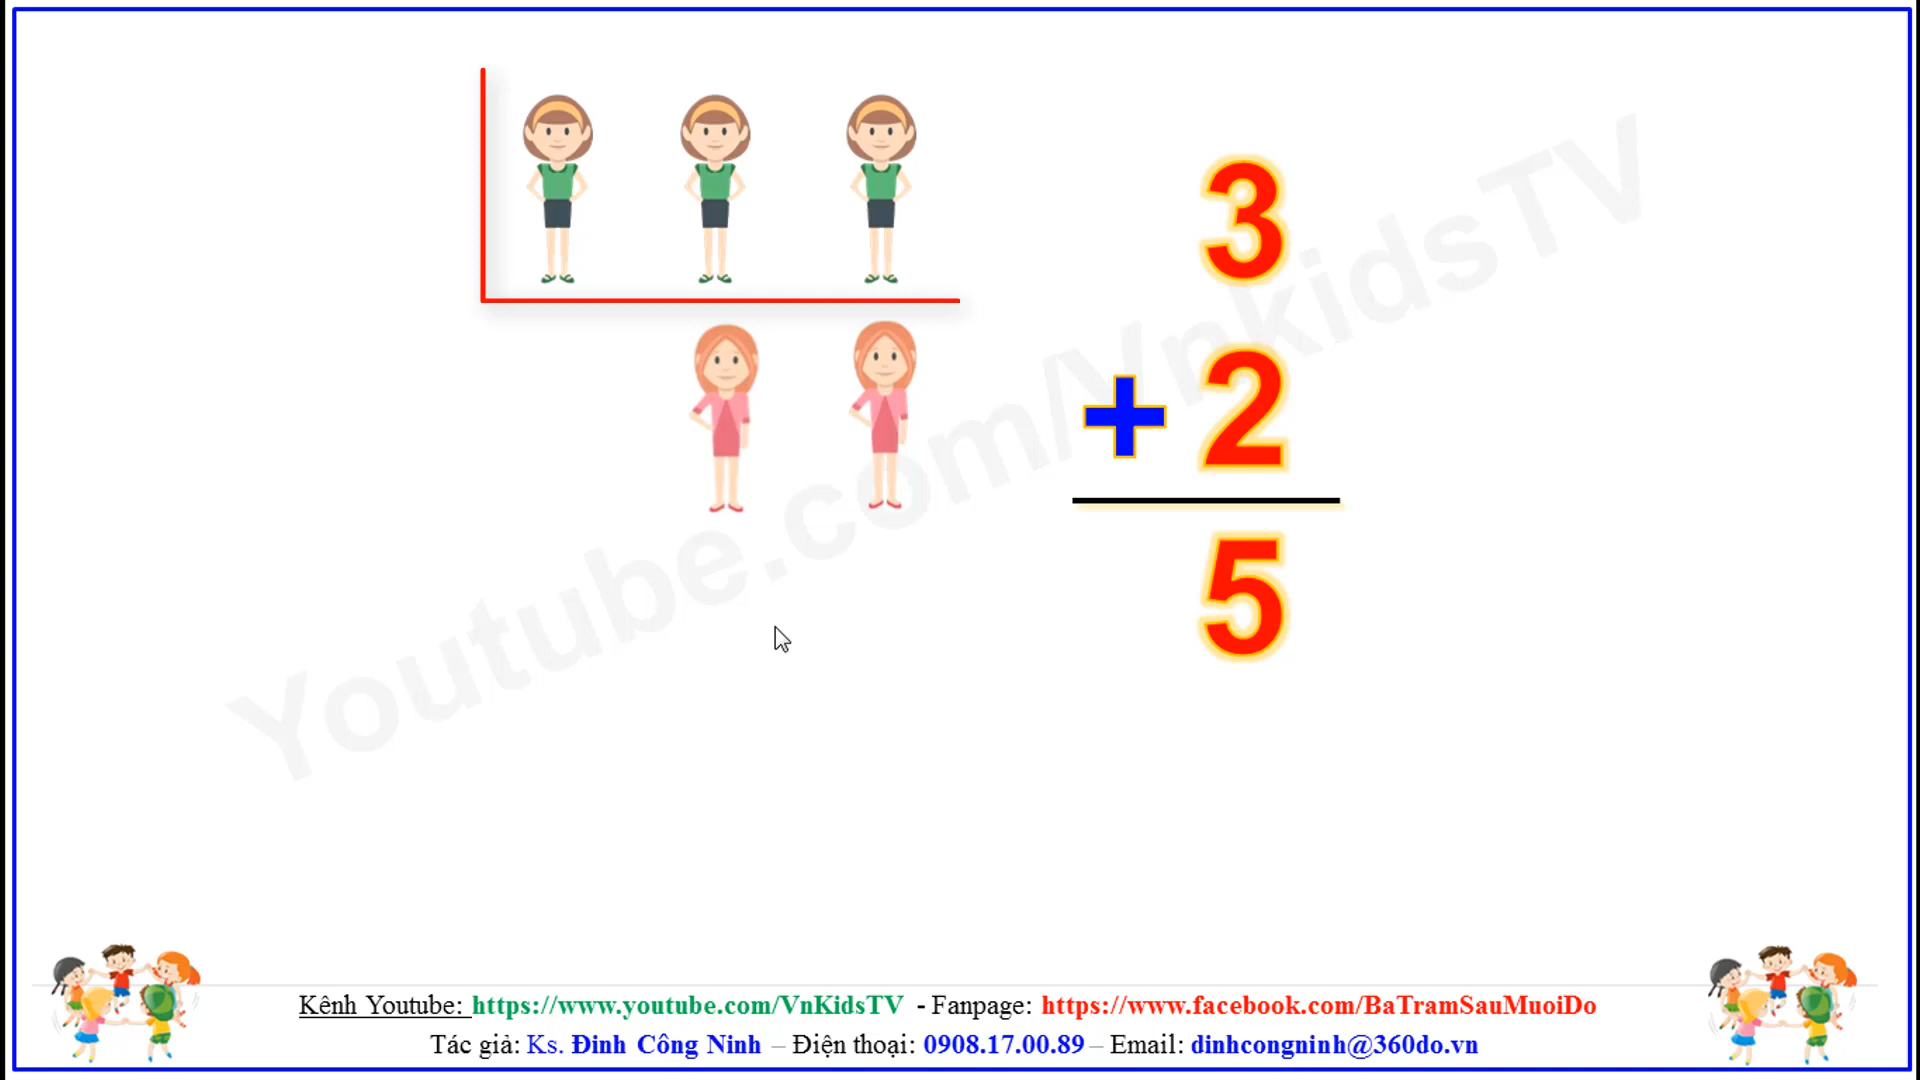 3
+ 2
5
Youtube.com/VnkidsTV
Kênh Youtube: https://www.youtube.com/VnKidsTV - Fanpage: https://www.facebook.com/BaTramSauMuoiDo
Tác giả: Ks. Đinh Công Ninh – Điện thoại: 0908.17.00.89 – Email: dinhcongninh@360do.vn